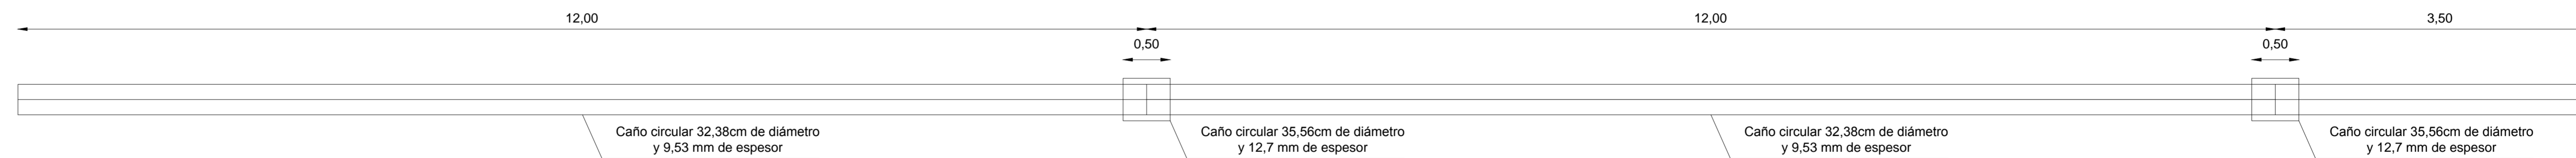 12,00
12,00
3,50
0,50
0,50
Caño circular 32,38cm de diámetro
y 9,53 mm de espesor
Caño circular 35,56cm de diámetro
y 12,7 mm de espesor
Caño circular 32,38cm de diámetro
y 9,53 mm de espesor
Caño circular 35,56cm de diámetro
y 12,7 mm de espesor